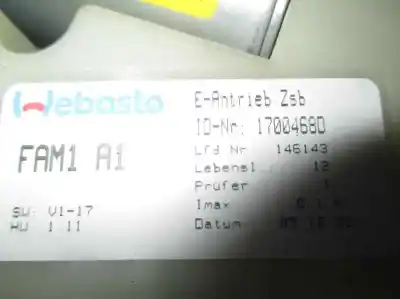 Webasto
E-Antrieb Zsb
ID-Nr: 1700468D
FAM1 A1
Lfd Nr 146143
Lebensl : 12
Prüfer : 1
SW: V1-17
Imax
HW 1 11
Datum